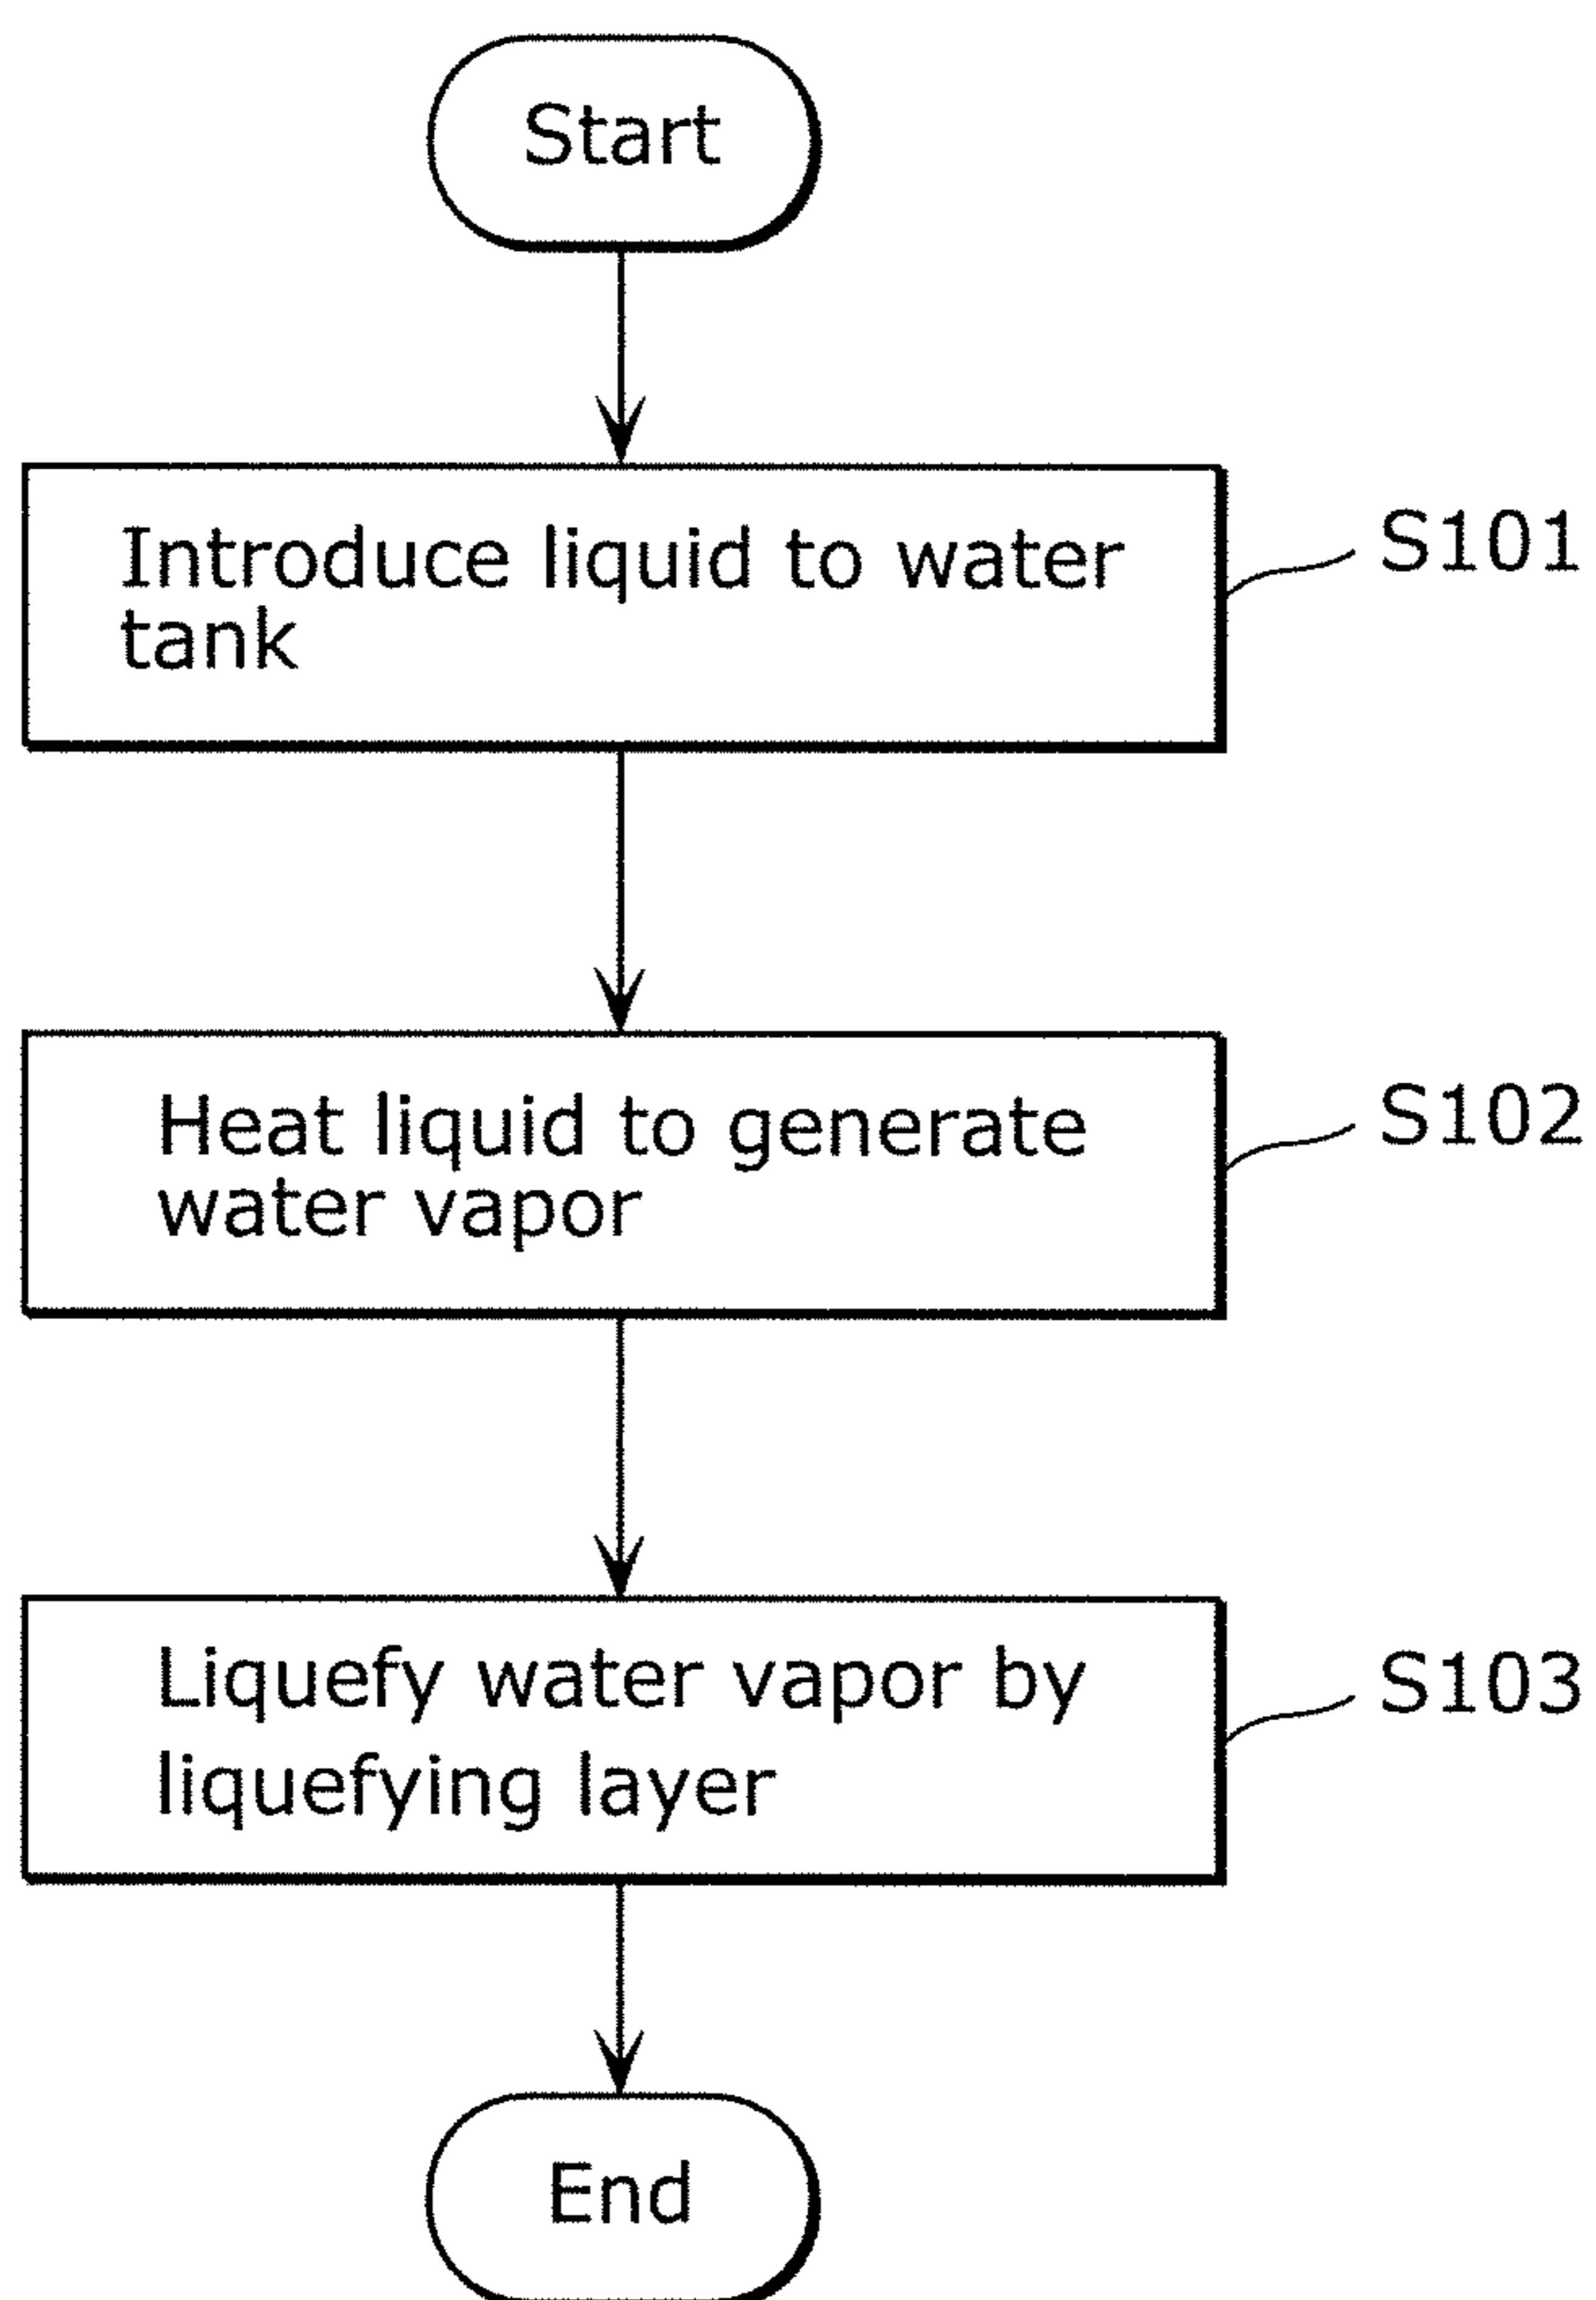 Start
Introduce liquid to water
tank
S101
Heat liquid to generate
water vapor
S102
Liquefy water vapor by
liquefying layer
S103
End